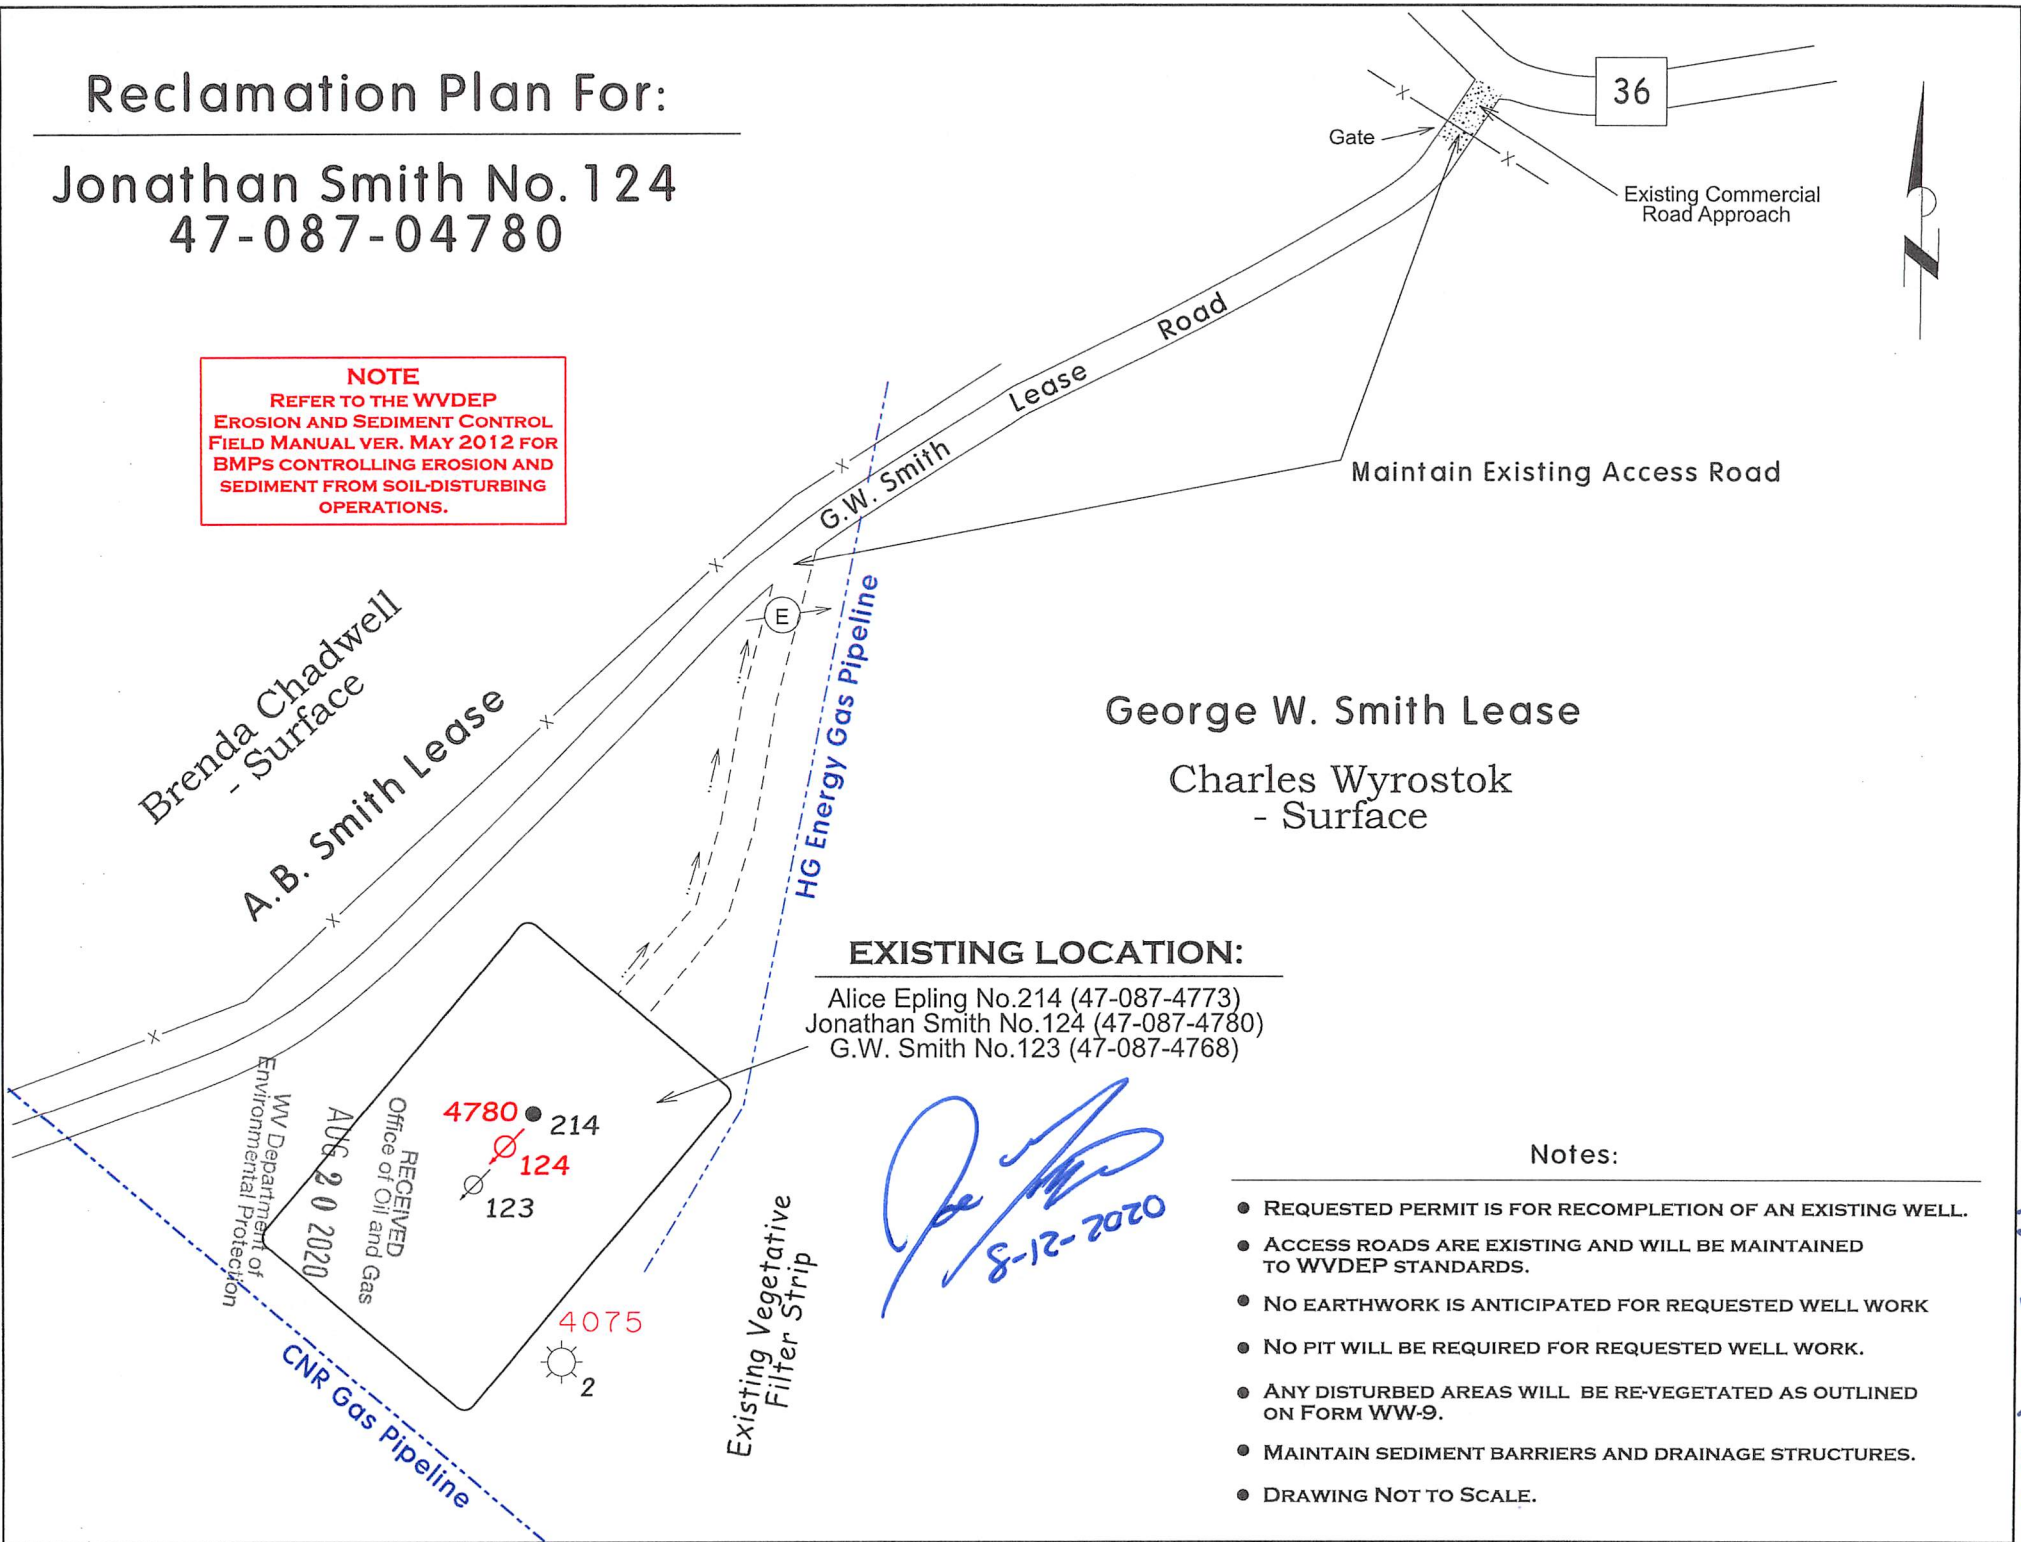 Reclamation Plan For:
Jonathan Smith No. 124
47-087-04780
36
Gate
Existing Commercial
Road Approach
NOTE
REFER TO THE WVDEP
EROSION AND SEDIMENT CONTROL
FIELD MANUAL VER. MAY 2012 FOR
BMPS CONTROLLING EROSION AND
SEDIMENT FROM SOIL-DISTURBING
OPERATIONS.
G.W. Smith Lease Road
Maintain Existing Access Road
E
HG Energy Gas Pipeline
Brenda Chadwell
- Surface
A.B. Smith Lease
George W. Smith Lease
Charles Wyrostok
- Surface
EXISTING LOCATION:
Alice Epling No.214 (47-087-4773)
Jonathan Smith No.124 (47-087-4780)
G.W. Smith No.123 (47-087-4768)
4780
214
124
123
RECEIVED
Office of Oil and Gas
AUG 20 2020
WV Department of
Environmental Protection
4075
2
CNR Gas Pipeline
Existing Vegetative
Filter Strip
8-12-2020
Notes:
• REQUESTED PERMIT IS FOR RECOMPLETION OF AN EXISTING WELL.
• ACCESS ROADS ARE EXISTING AND WILL BE MAINTAINED
TO WVDEP STANDARDS.
• NO EARTHWORK IS ANTICIPATED FOR REQUESTED WELL WORK
• NO PIT WILL BE REQUIRED FOR REQUESTED WELL WORK.
• ANY DISTURBED AREAS WILL BE RE-VEGETATED AS OUTLINED
ON FORM WW-9.
• MAINTAIN SEDIMENT BARRIERS AND DRAINAGE STRUCTURES.
• DRAWING NOT TO SCALE.